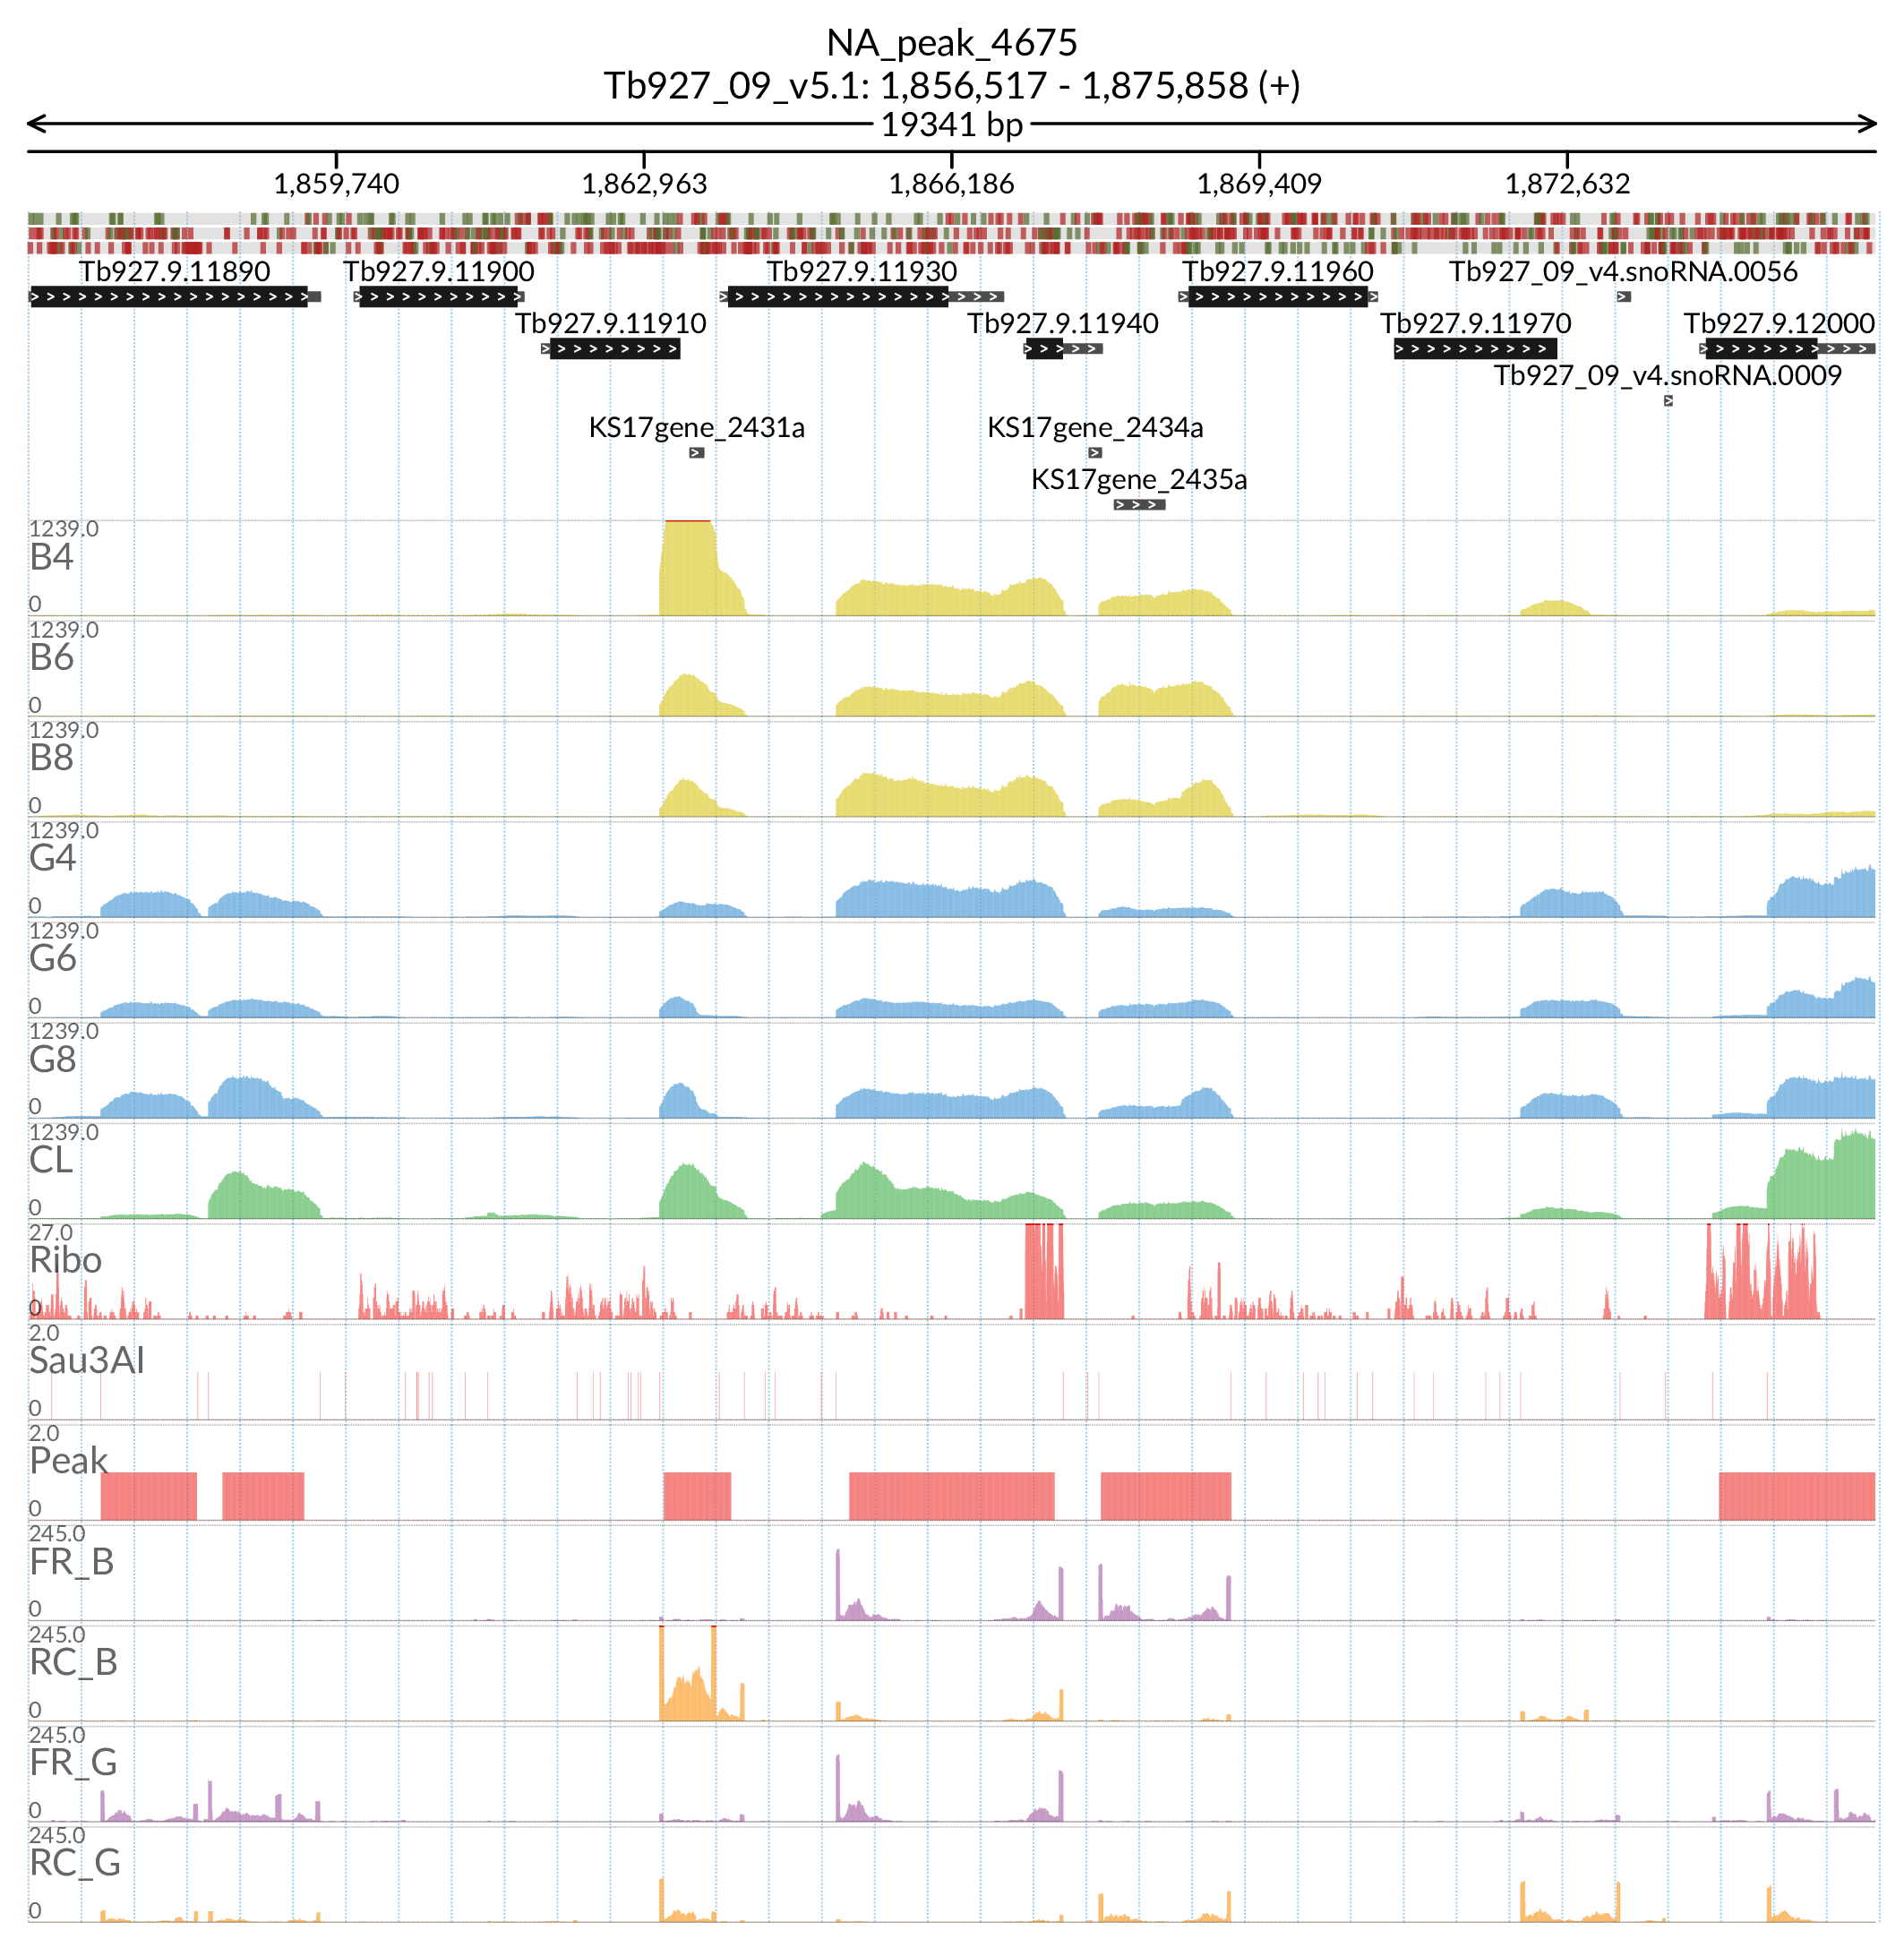 NA_peak_4675
Tb927_09_v5.1: 1,856,517 - 1,875,858 (+)
19341 bp
1,859,740 1,862,963 1,866,186 1,869,409 1,872,632
Tb927.9.11890 Tb927.9.11900 Tb927.9.11930 Tb927.9.11960 Tb927_09_v4.snoRNA.0056
Tb927.9.11910 Tb927.9.11940 Tb927.9.11970 Tb927.9.12000
Tb927_09_v4.snoRNA.0009
KS17gene_2431a KS17gene_2434a
KS17gene_2435a
1239.0
B4
0
1239.0
B6
0
1239.0
B8
0
1239.0
G4
0
1239.0
G6
0
1239.0
G8
0
1239.0
CL
0
27.0
Ribo
0
2.0
Sau3AI
0
2.0
Peak
0
245.0
FR_B
0
245.0
RC_B
0
245.0
FR_G
0
245.0
RC_G
0